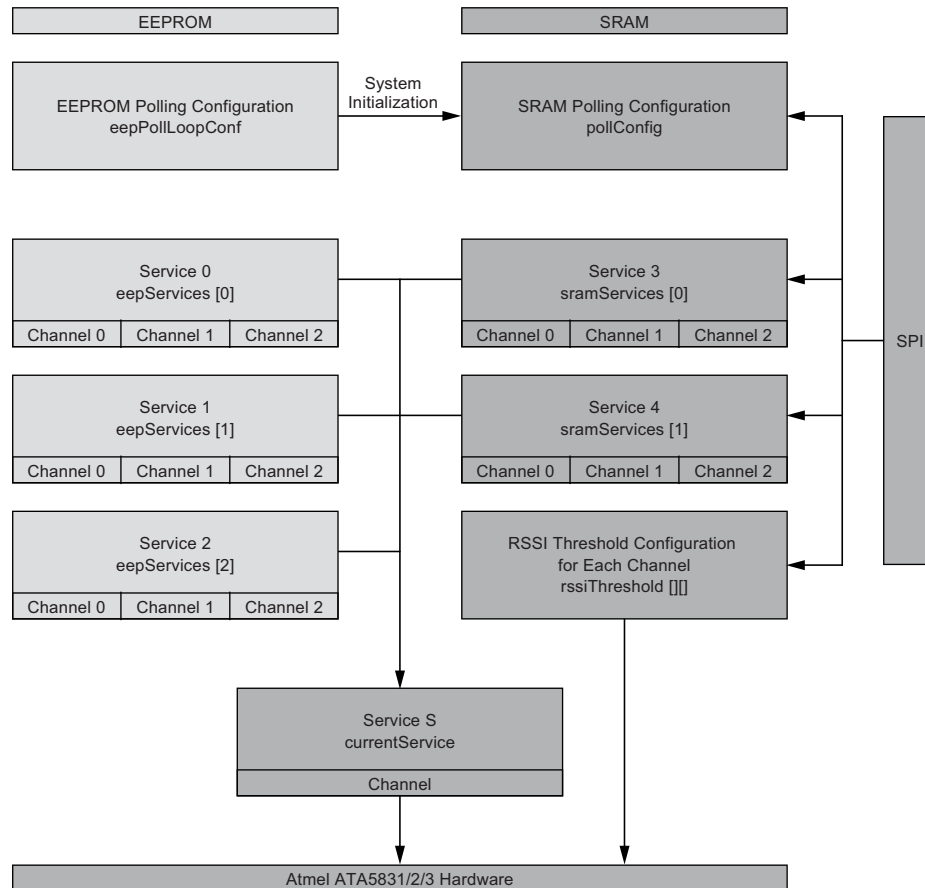 EEPROM
SRAM
EEPROM Polling Configuration
eepPollLoopConf
System
Initialization
SRAM Polling Configuration
pollConfig
Service 0
eepServices [0]
Channel 0 Channel 1 Channel 2
Service 3
sramServices [0]
Channel 0 Channel 1 Channel 2
SPI
Service 1
eepServices [1]
Channel 0 Channel 1 Channel 2
Service 4
sramServices [1]
Channel 0 Channel 1 Channel 2
Service 2
eepServices [2]
Channel 0 Channel 1 Channel 2
RSSI Threshold Configuration
for Each Channel
rssiThreshold [][]
Service S
currentService
Channel
Atmel ATA5831/2/3 Hardware